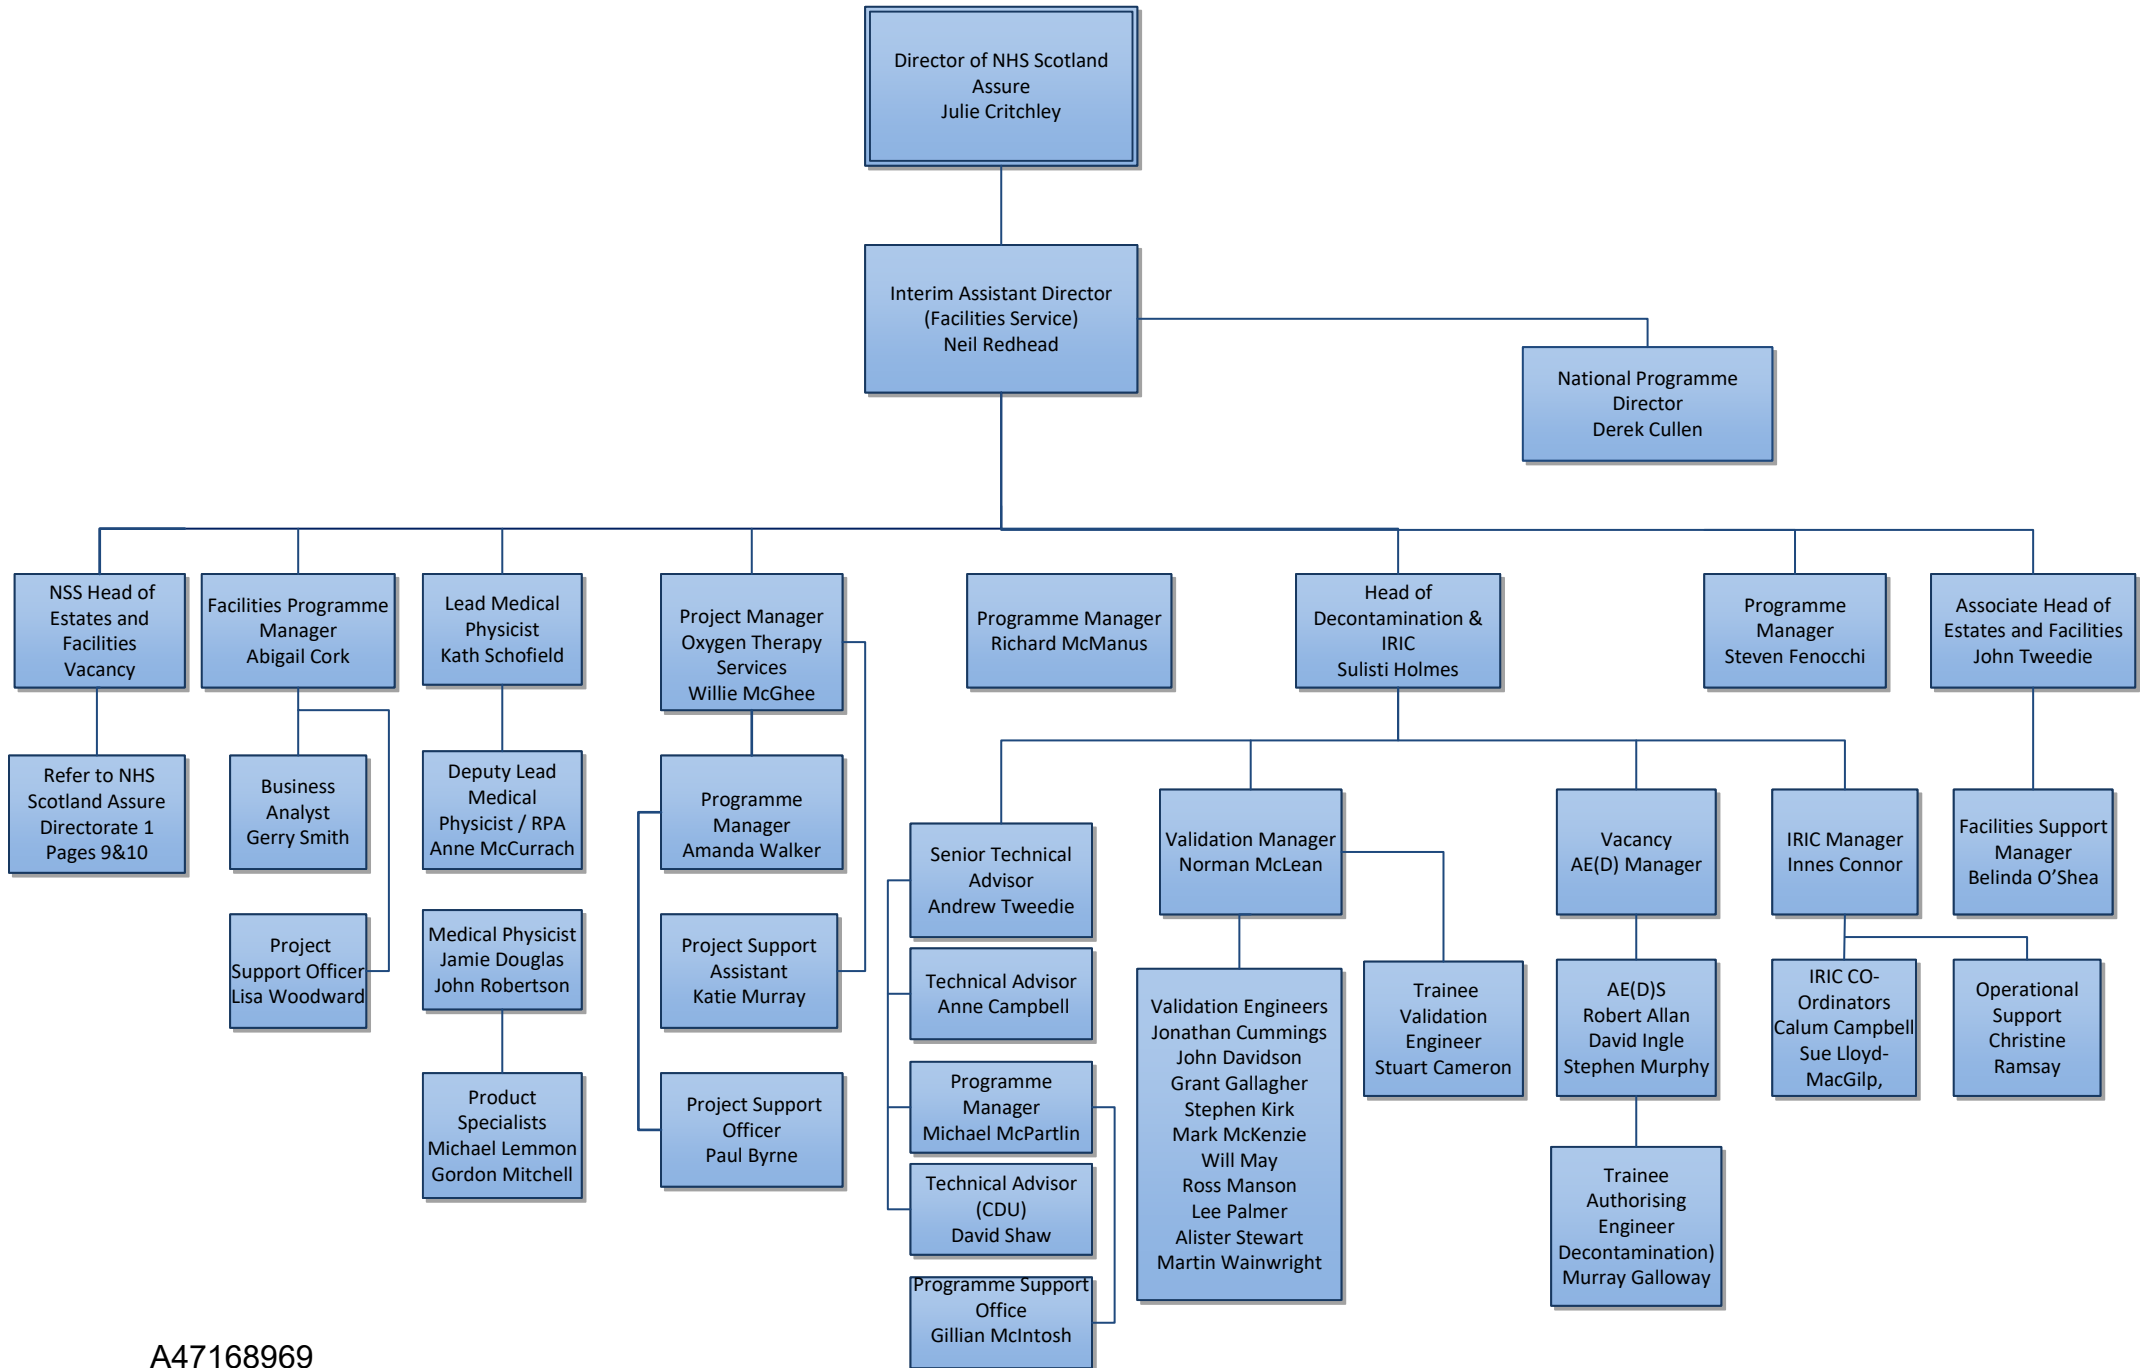 Director of NHS Scotland
Assure
Julie Critchley
Interim Assistant Director
(Facilities Service)
Neil Redhead
National Programme
Director
Derek Cullen
NSS Head of
Estates and
Facilities
Vacancy
Facilities Programme
Manager
Abigail Cork
Lead Medical
Physicist
Kath Schofield
Project Manager
Oxygen Therapy
Services
Willie McGhee
Programme Manager
Richard McManus
Head of
Decontamination &
IRIC
Sulisti Holmes
Programme
Manager
Steven Fenocchi
Associate Head of
Estates and Facilities
John Tweedie
Refer to NHS
Scotland Assure
Directorate 1
Pages 9&10
Business
Analyst
Gerry Smith
Deputy Lead
Medical
Physicist / RPA
Anne McCurrach
Programme
Manager
Amanda Walker
Senior Technical
Advisor
Andrew Tweedie
Validation Manager
Norman McLean
Vacancy
AE(D) Manager
IRIC Manager
Innes Connor
Facilities Support
Manager
Belinda O’Shea
Project
Support Officer
Lisa Woodward
Medical Physicist
Jamie Douglas
John Robertson
Project Support
Assistant
Katie Murray
Technical Advisor
Anne Campbell
Validation Engineers
Jonathan Cummings
John Davidson
Grant Gallagher
Stephen Kirk
Mark McKenzie
Will May
Ross Manson
Lee Palmer
Alister Stewart
Martin Wainwright
Trainee
Validation
Engineer
Stuart Cameron
AE(D)S
Robert Allan
David Ingle
Stephen Murphy
IRIC CO-
Ordinators
Calum Campbell
Sue Lloyd-
MacGilp,
Operational
Support
Christine
Ramsay
Product
Specialists
Michael Lemmon
Gordon Mitchell
Project Support
Officer
Paul Byrne
Programme
Manager
Michael McPartlin
Technical Advisor
(CDU)
David Shaw
Trainee
Authorising
Engineer
Decontamination)
Murray Galloway
Programme Support
Office
Gillian McIntosh
A47168969